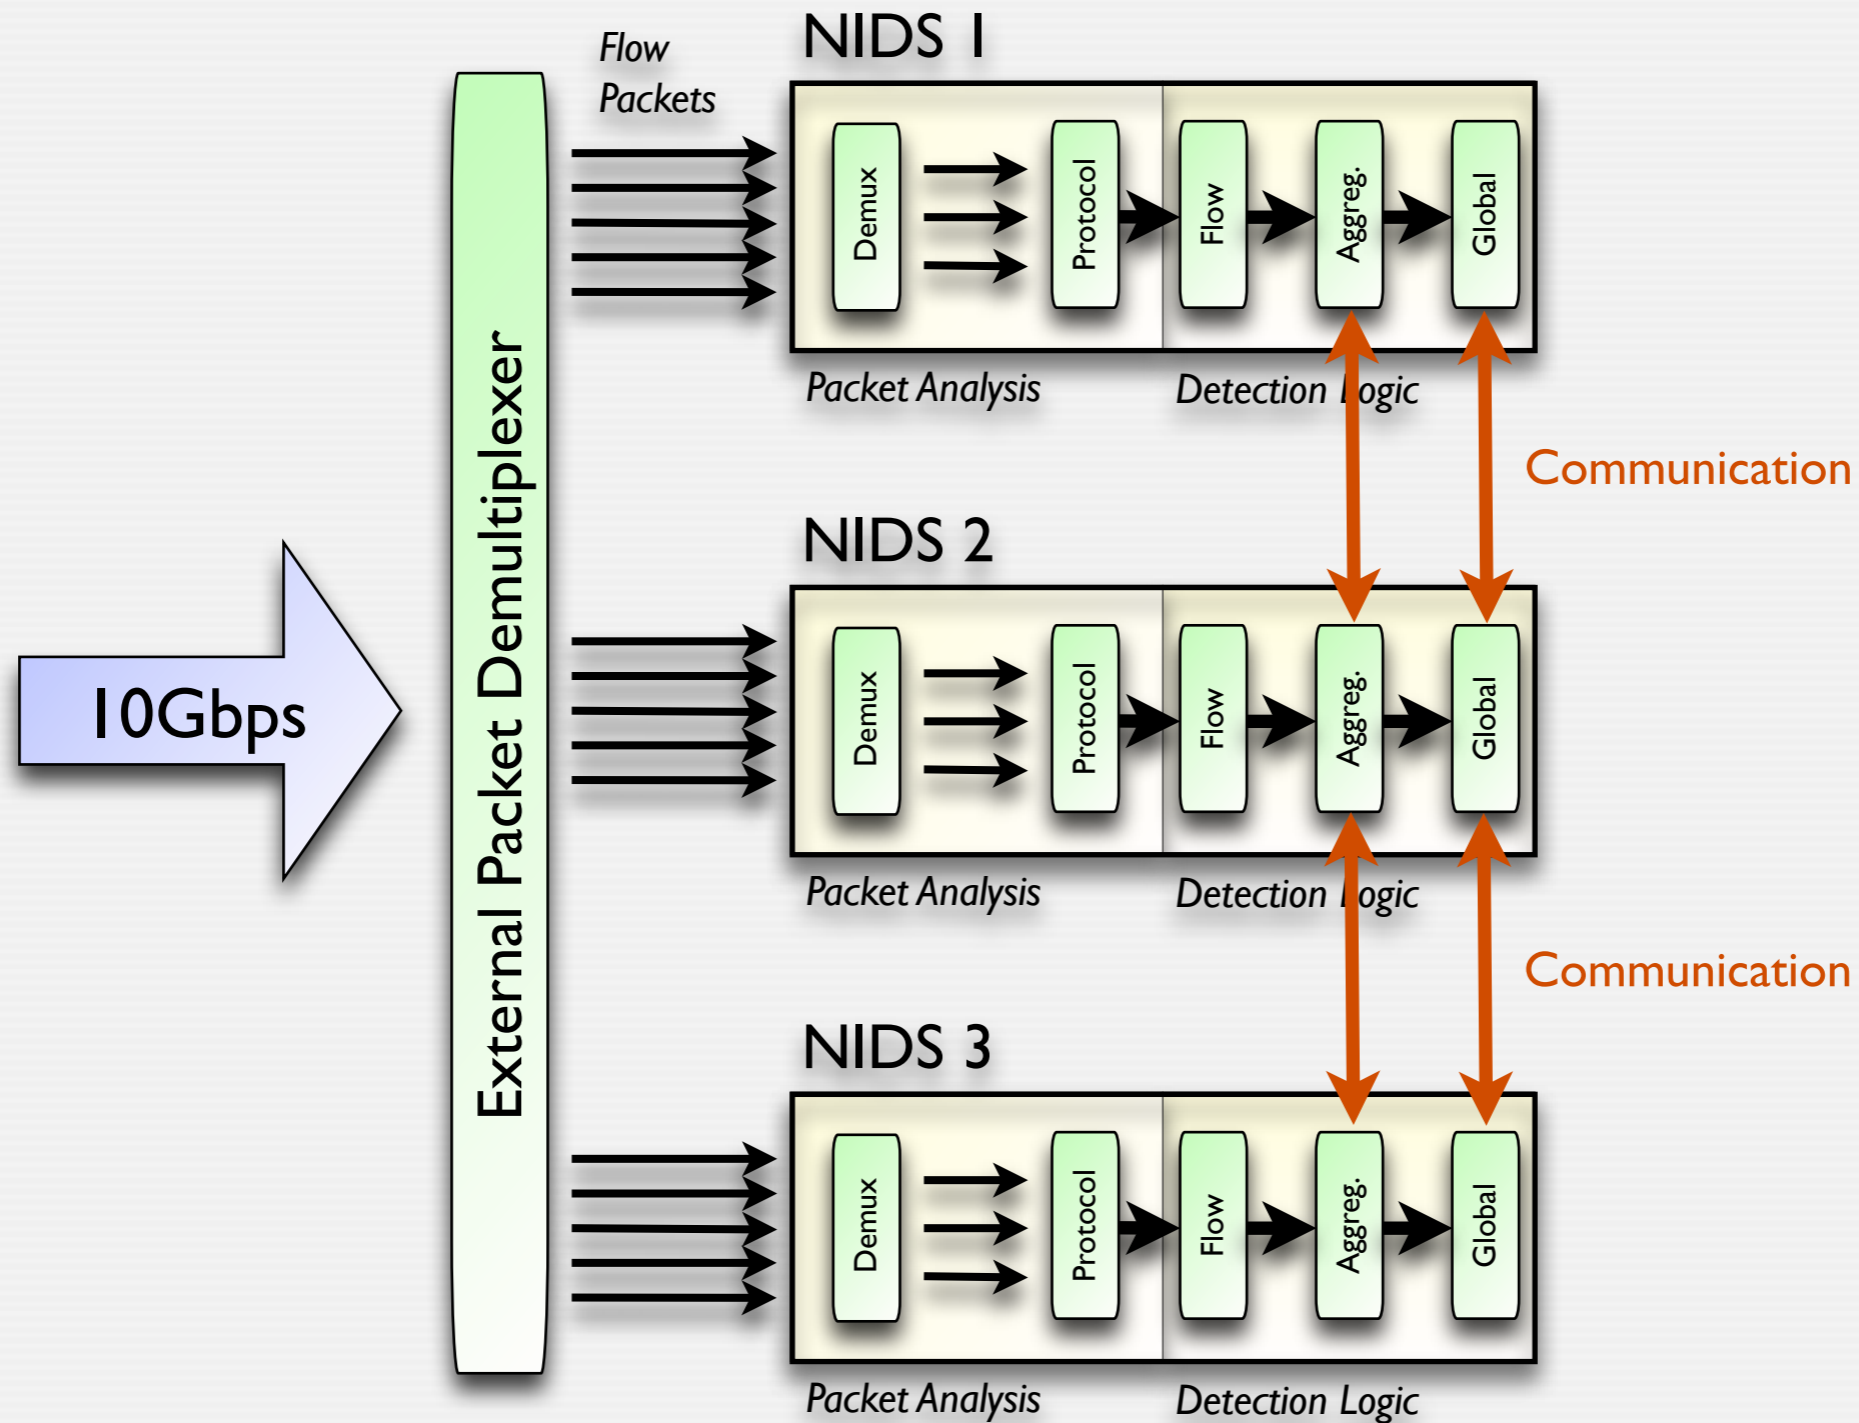 10Gbps
External Packet Demultiplexer
Flow
Packets
NIDS 1
Demux
Protocol
Flow
Aggreg.
Global
Packet Analysis
Detection Logic
Communication
NIDS 2
Demux
Protocol
Flow
Aggreg.
Global
Packet Analysis
Detection Logic
Communication
NIDS 3
Demux
Protocol
Flow
Aggreg.
Global
Packet Analysis
Detection Logic